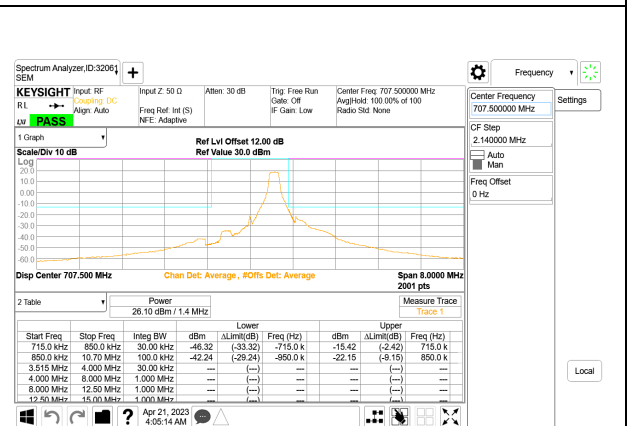 Spectrum Analyzer,ID:32061
SEM
KEYSIGHT
RL
LXI PASS
Input: RF
Coupling: DC
Align: Auto
Input Z: 50 Ω
Freq Ref: Int (S)
NFE: Adaptive
Atten: 30 dB
Trig: Free Run
Gate: Off
IF Gain: Low
Center Freq: 707.500000 MHz
Avg|Hold: 100.00% of 100
Radio Std: None
Frequency
Center Frequency
707.500000 MHz
Settings
CF Step
2.140000 MHz
Auto
Man
Freq Offset
0 Hz
Local
1 Graph
Scale/Div 10 dB
Ref Lvl Offset 12.00 dB
Ref Value 30.0 dBm
Log
20.0
10.0
0.00
-10.0
-20.0
-30.0
-40.0
-50.0
-60.0
Disp Center 707.500 MHz
Chan Det: Average, #Offs Det: Average
Span 8.0000 MHz
2001 pts
2 Table
Power
26.10 dBm / 1.4 MHz
Measure Trace
Trace 1
Lower Upper
Start Freq Stop Freq Integ BW dBm ΔLimit(dB) Freq (Hz) dBm ΔLimit(dB) Freq (Hz)
715.0 kHz 850.0 kHz 30.00 kHz -46.32 (-33.32) -715.0 k -15.42 (-2.42) 715.0 k
850.0 kHz 10.70 MHz 100.0 kHz -42.24 (-29.24) -950.0 k -22.15 (-9.15) 850.0 k
3.515 MHz 4.000 MHz 30.00 kHz --- (---) --- (---)
4.000 MHz 8.000 MHz 1.000 MHz --- (---) --- (---)
8.000 MHz 12.50 MHz 1.000 MHz --- (---) --- (---)
12.50 MHz 15.00 MHz 1.000 MHz --- (---) --- (---)
Apr 21, 2023
4:05:14 AM